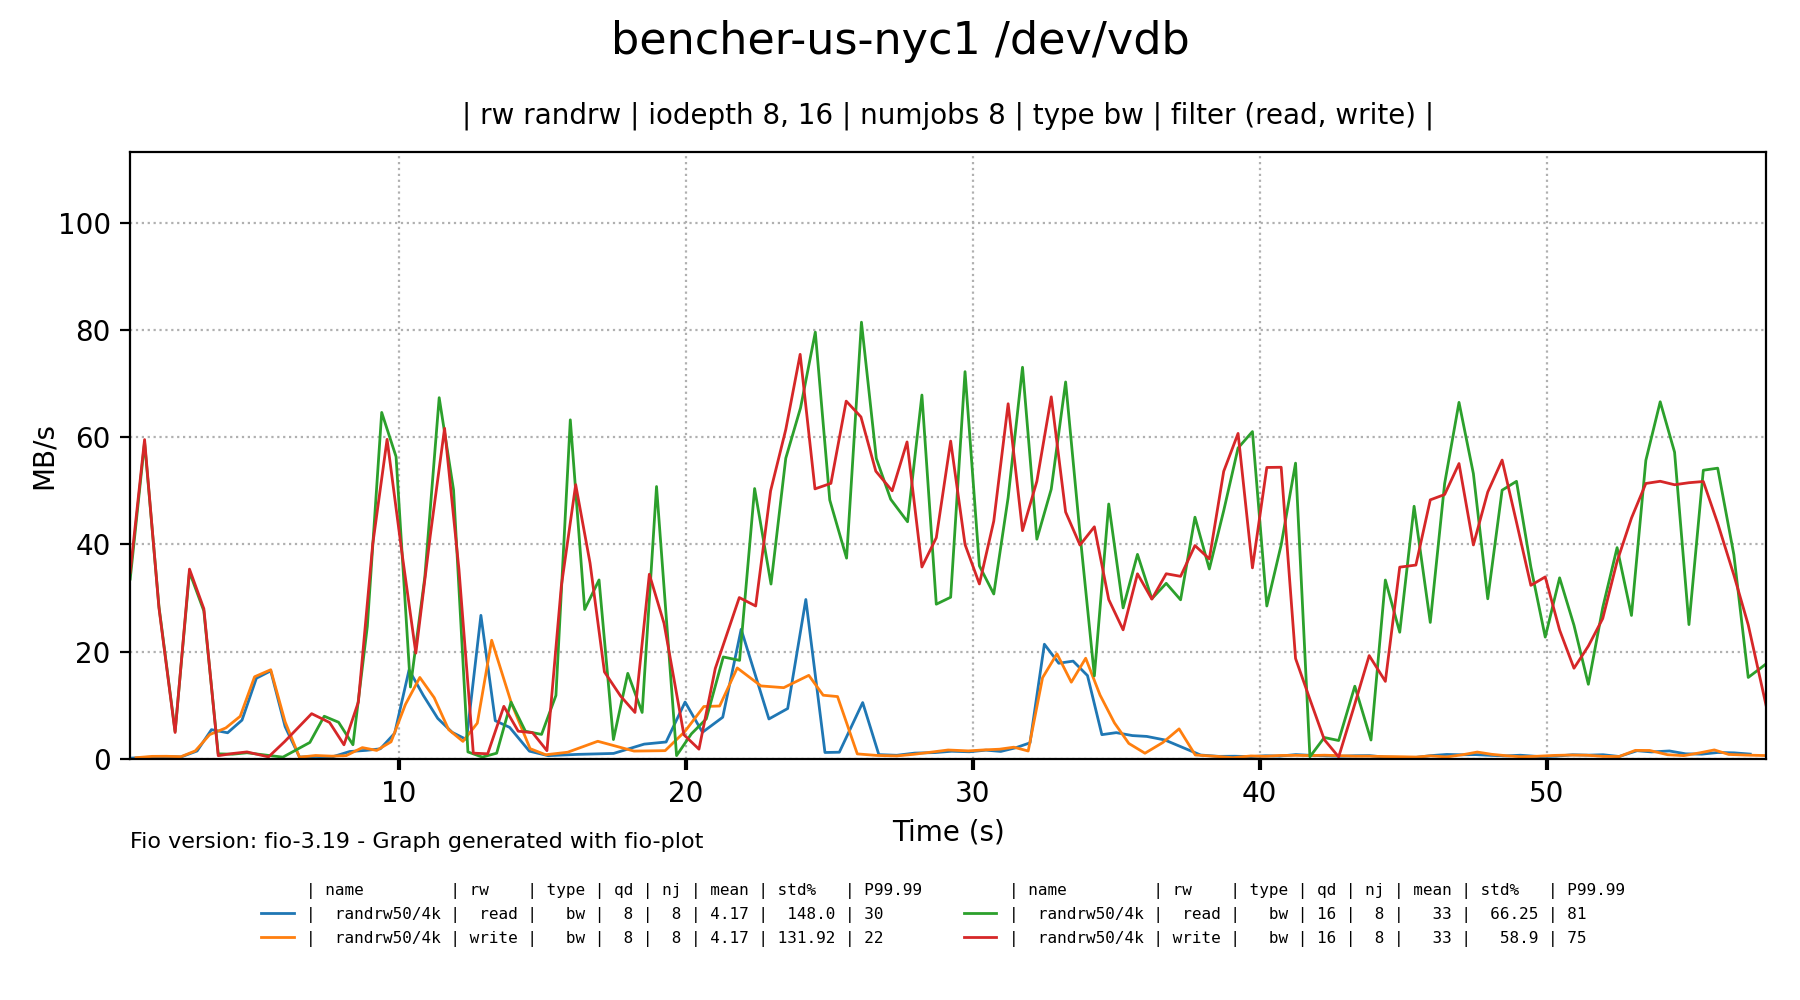 bencher-us-nyc1 /dev/vdb
| rw randrw | iodepth 8, 16 | numjobs 8 | type bw | filter (read, write) |
100
80
60
40
20
0
MB/s
10 20 30 40 50
Time (s)
Fio version: fio-3.19 - Graph generated with fio-plot
| name | rw | type | qd | nj | mean | std% | P99.99 | name | rw | type | qd | nj | mean | std% | P99.99
| randrw50/4k | read | bw | 8 | 8 | 4.17 | 148.0 | 30 | randrw50/4k | read | bw | 16 | 8 | 33 | 66.25 | 81
| randrw50/4k | write | bw | 8 | 8 | 4.17 | 131.92 | 22 | randrw50/4k | write | bw | 16 | 8 | 33 | 58.9 | 75